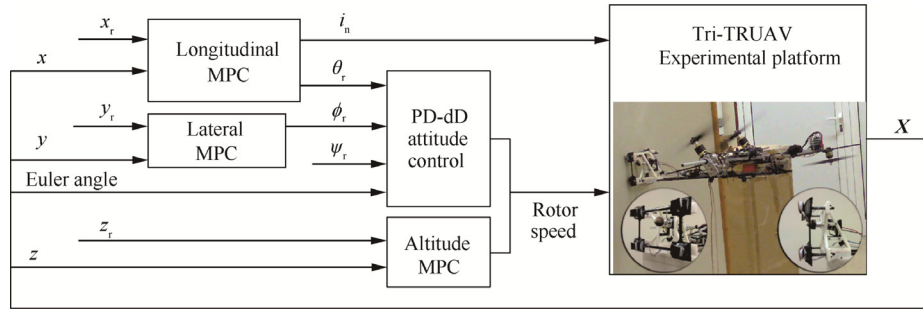 x_r
i_n
Tri-TRUAV
Experimental platform
Longitudinal
MPC
x
θ_r
y_r
ϕ_r
PD-dD
attitude
control
Lateral
MPC
y
ψ_r
X
Euler angle
Rotor
speed
z_r
Altitude
MPC
z